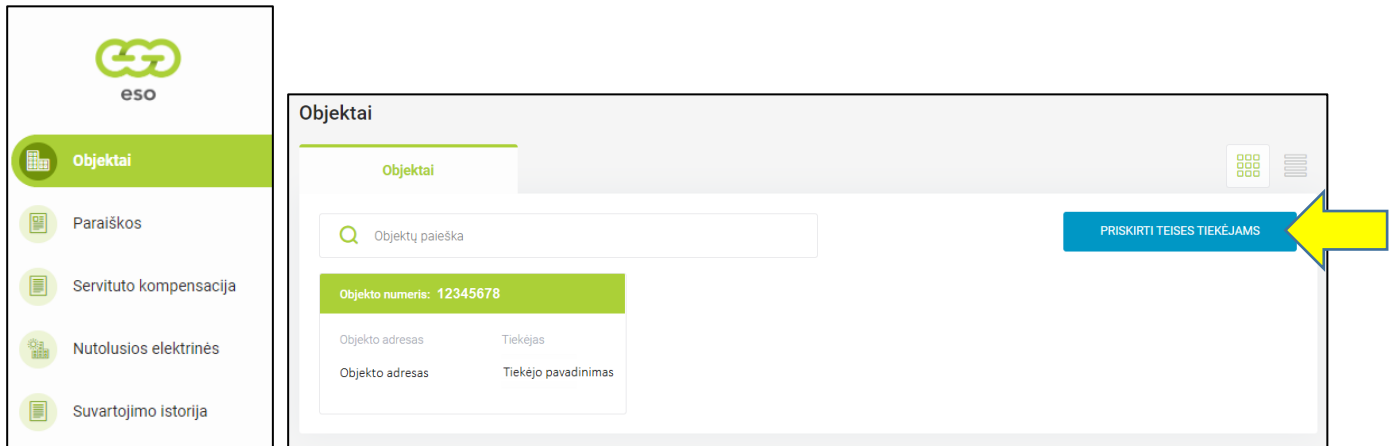 eso
Objektai
Paraiškos
Servituto kompensacija
Nutolusios elektrinės
Suvartojimo istorija
Objektai
Objektai
Objektų paieška
PRISKIRTI TEISES TIEKĖJAMS
Objekto numeris: 12345678
Objekto adresas Tiekėjas
Objekto adresas Tiekėjo pavadinimas